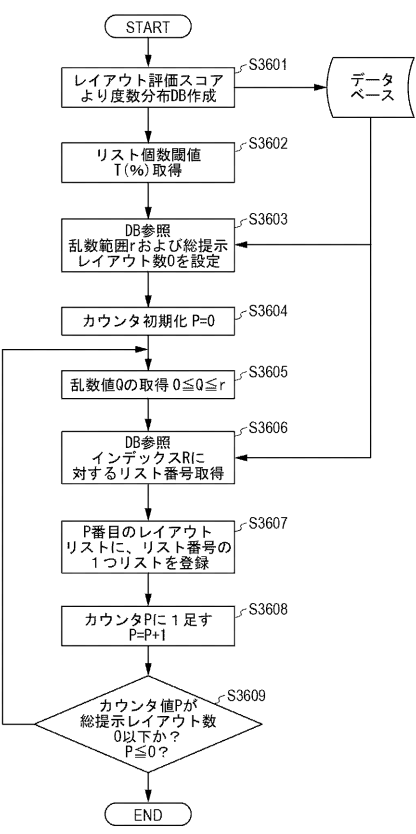 START
S3601
レイアウト評価スコア
より度数分布DB作成
データ
ベース
S3602
リスト個数閾値
T(%)取得
S3603
DB参照
乱数範囲rおよび総提示
レイアウト数Oを設定
S3604
カウンタ初期化 P=0
S3605
乱数値Qの取得 0≦Q≦r
S3606
DB参照
インデックスRに
対するリスト番号取得
S3607
P番目のレイアウト
リストに、リスト番号の
1つリストを登録
S3608
カウンタPに1足す
P=P+1
S3609
カウンタ値Pが
総提示レイアウト数
O以下か?
P≦O?
END